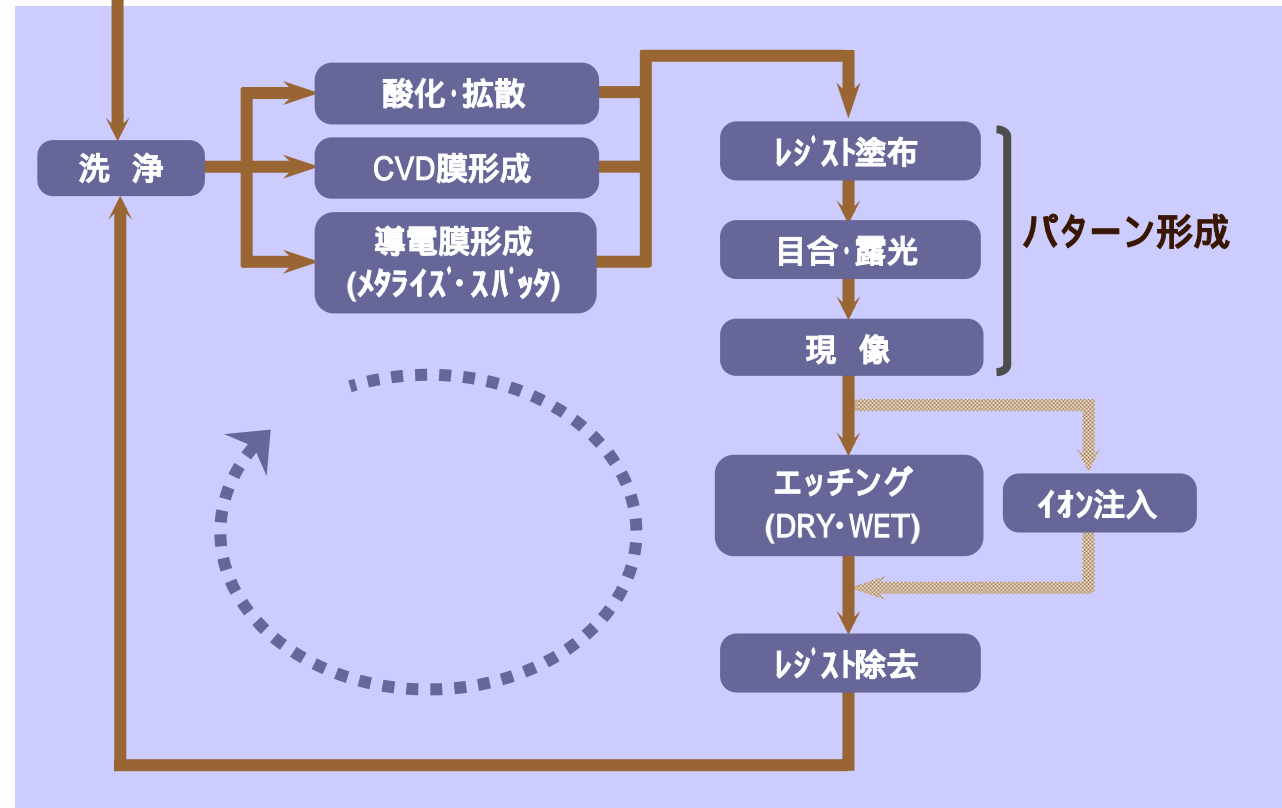 洗 浄
酸化・拡散
CVD膜形成
導電膜形成
(ﾒﾀﾗｲｽﾞ・ｽﾊﾟｯﾀ)
ﾚｼﾞｽﾄ塗布
目合・露光
現 像
パターン形成
エッチング
(DRY・WET)
ｲｵﾝ注入
ﾚｼﾞｽﾄ除去